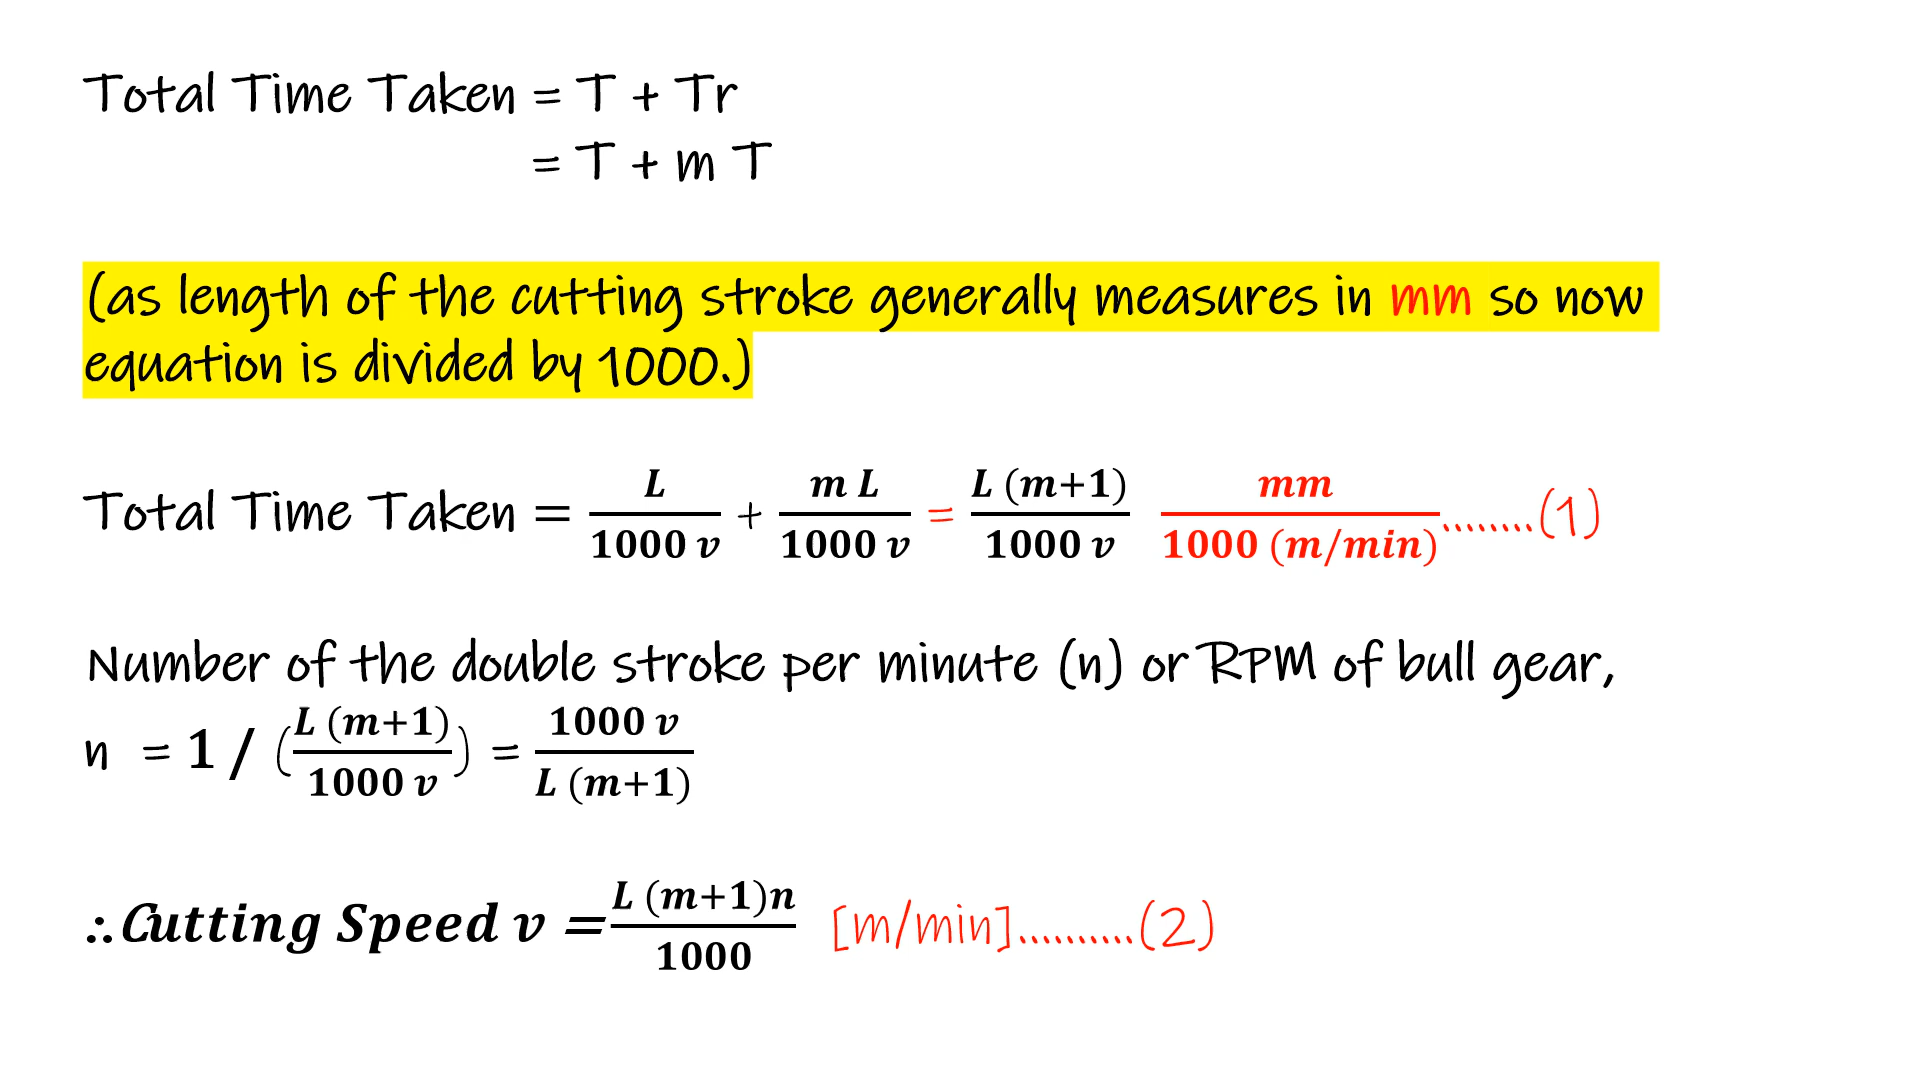 Total Time Taken = T + Tr
= T + m T
(as length of the cutting stroke generally measures in mm so now
equation is divided by 1000.)
Total Time Taken = L / 1000 v + m L / 1000 v = L (m+1) / 1000 v mm / 1000 (m/min) ........(1)
Number of the double stroke per minute (n) or RPM of bull gear,
n = 1 / (L (m+1) / 1000 v) = 1000 v / L (m+1)
∴Cutting Speed v = L (m+1)n / 1000 [m/min]..........(2)